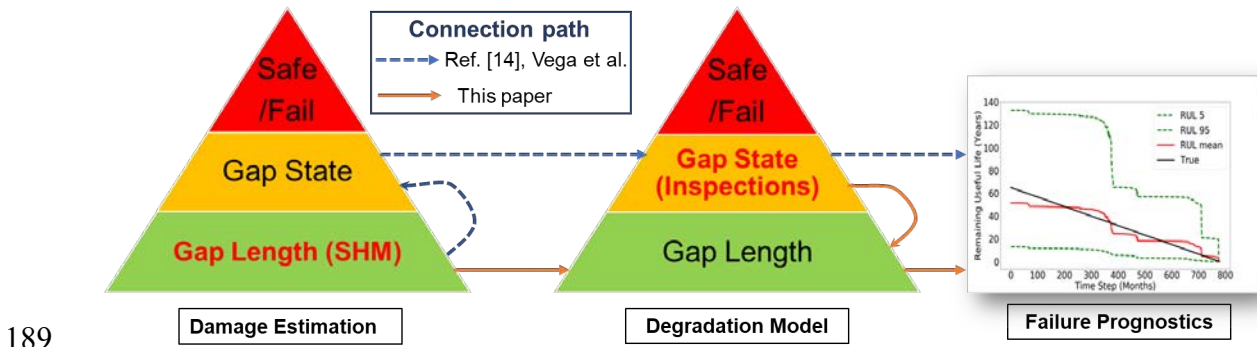 Connection path
Ref. [14], Vega et al.
This paper
Safe
/Fail
Gap State
Gap Length (SHM)
Damage Estimation
Safe
/Fail
Gap State
(Inspections)
Gap Length
Degradation Model
Remaining Useful Life (Years)
140
120
100
80
60
40
20
0
RUL 5
RUL 95
RUL mean
True
0 100 200 300 400 500 600 700 800
Time Step (Months)
Failure Prognostics
189